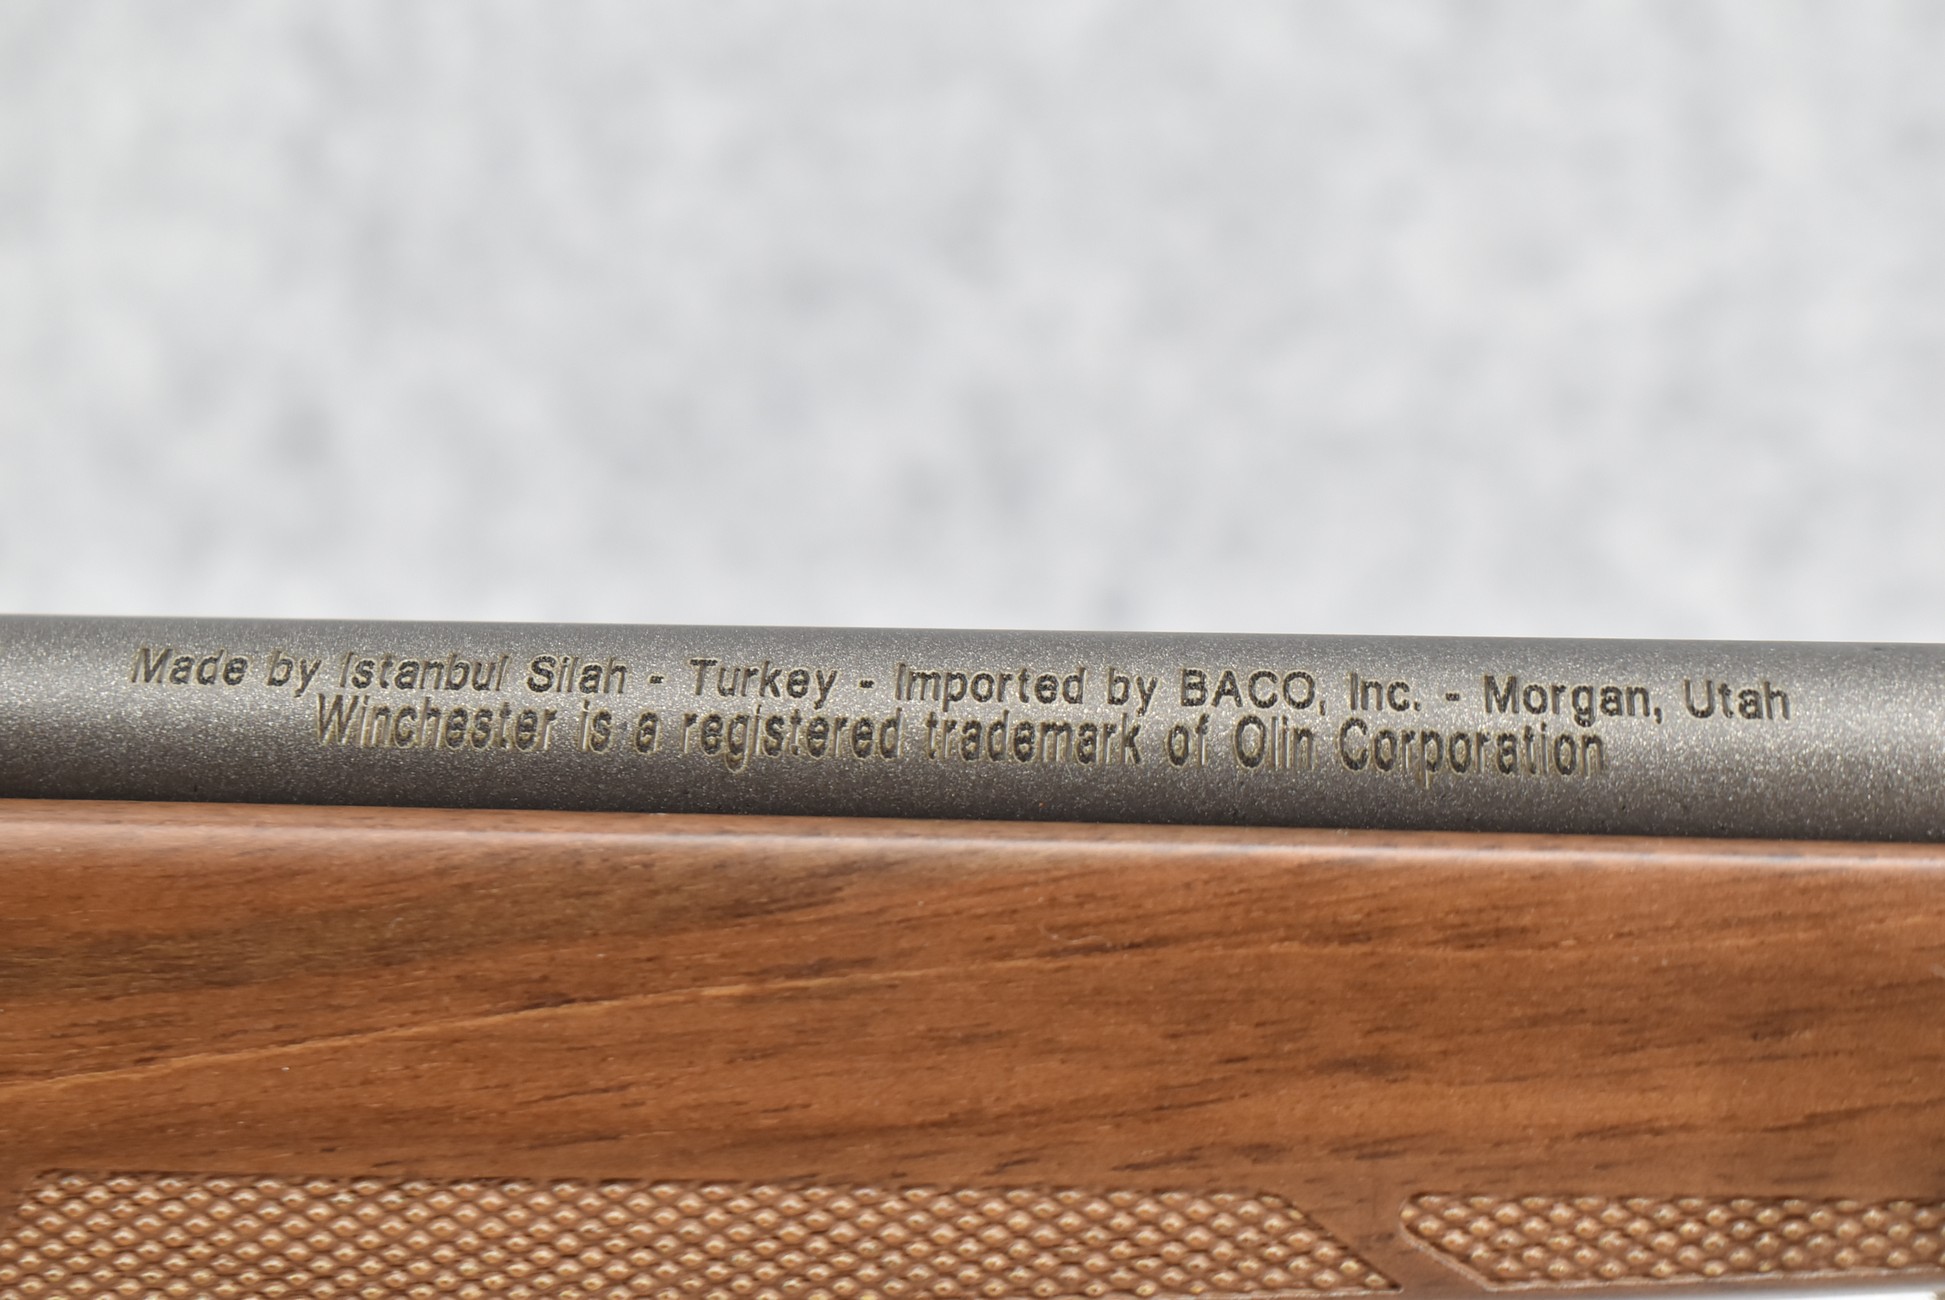 Made by Istanbul Silah - Turkey - Imported by BACO, Inc. - Morgan, Utah
Winchester is a registered trademark of Olin Corporation